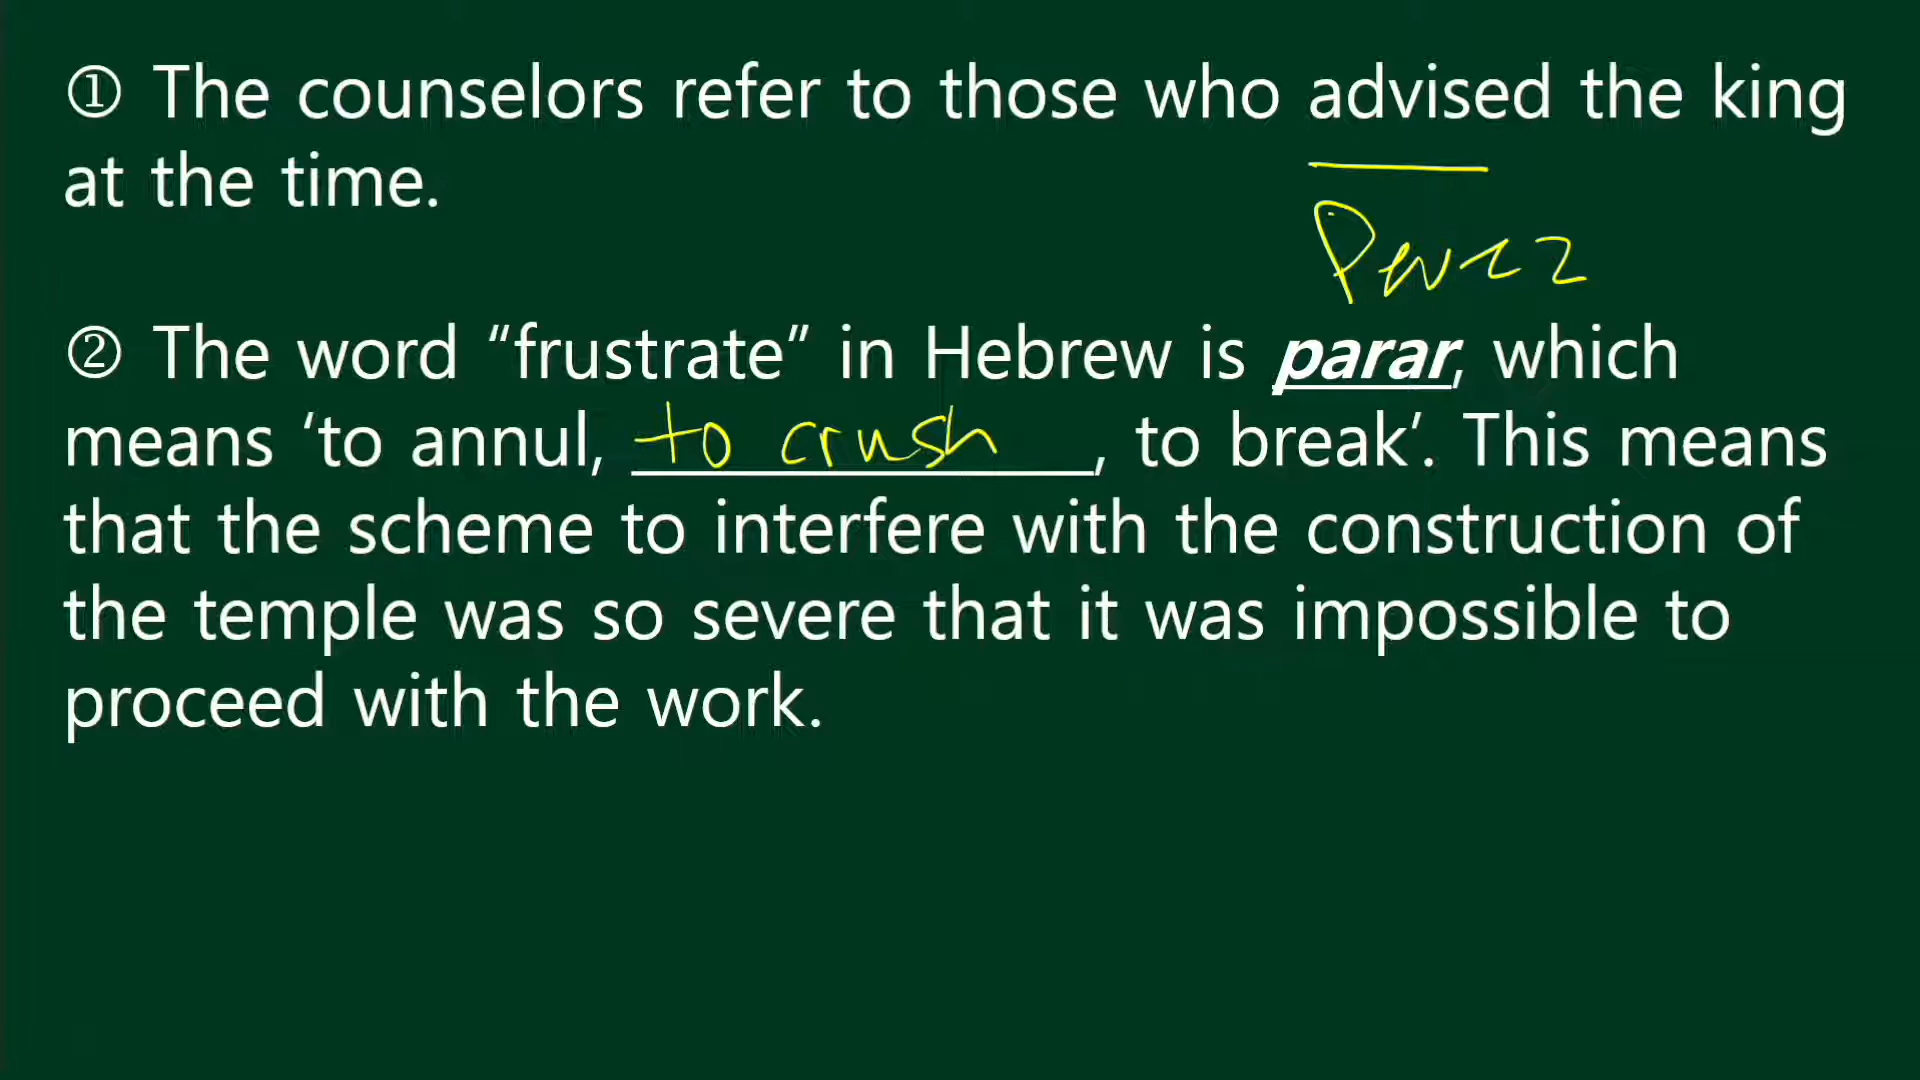 ① The counselors refer to those who advised the king
at the time.
② The word “frustrate” in Hebrew is parar, which
means ‘to annul, to crush, to break’. This means
that the scheme to interfere with the construction of
the temple was so severe that it was impossible to
proceed with the work.